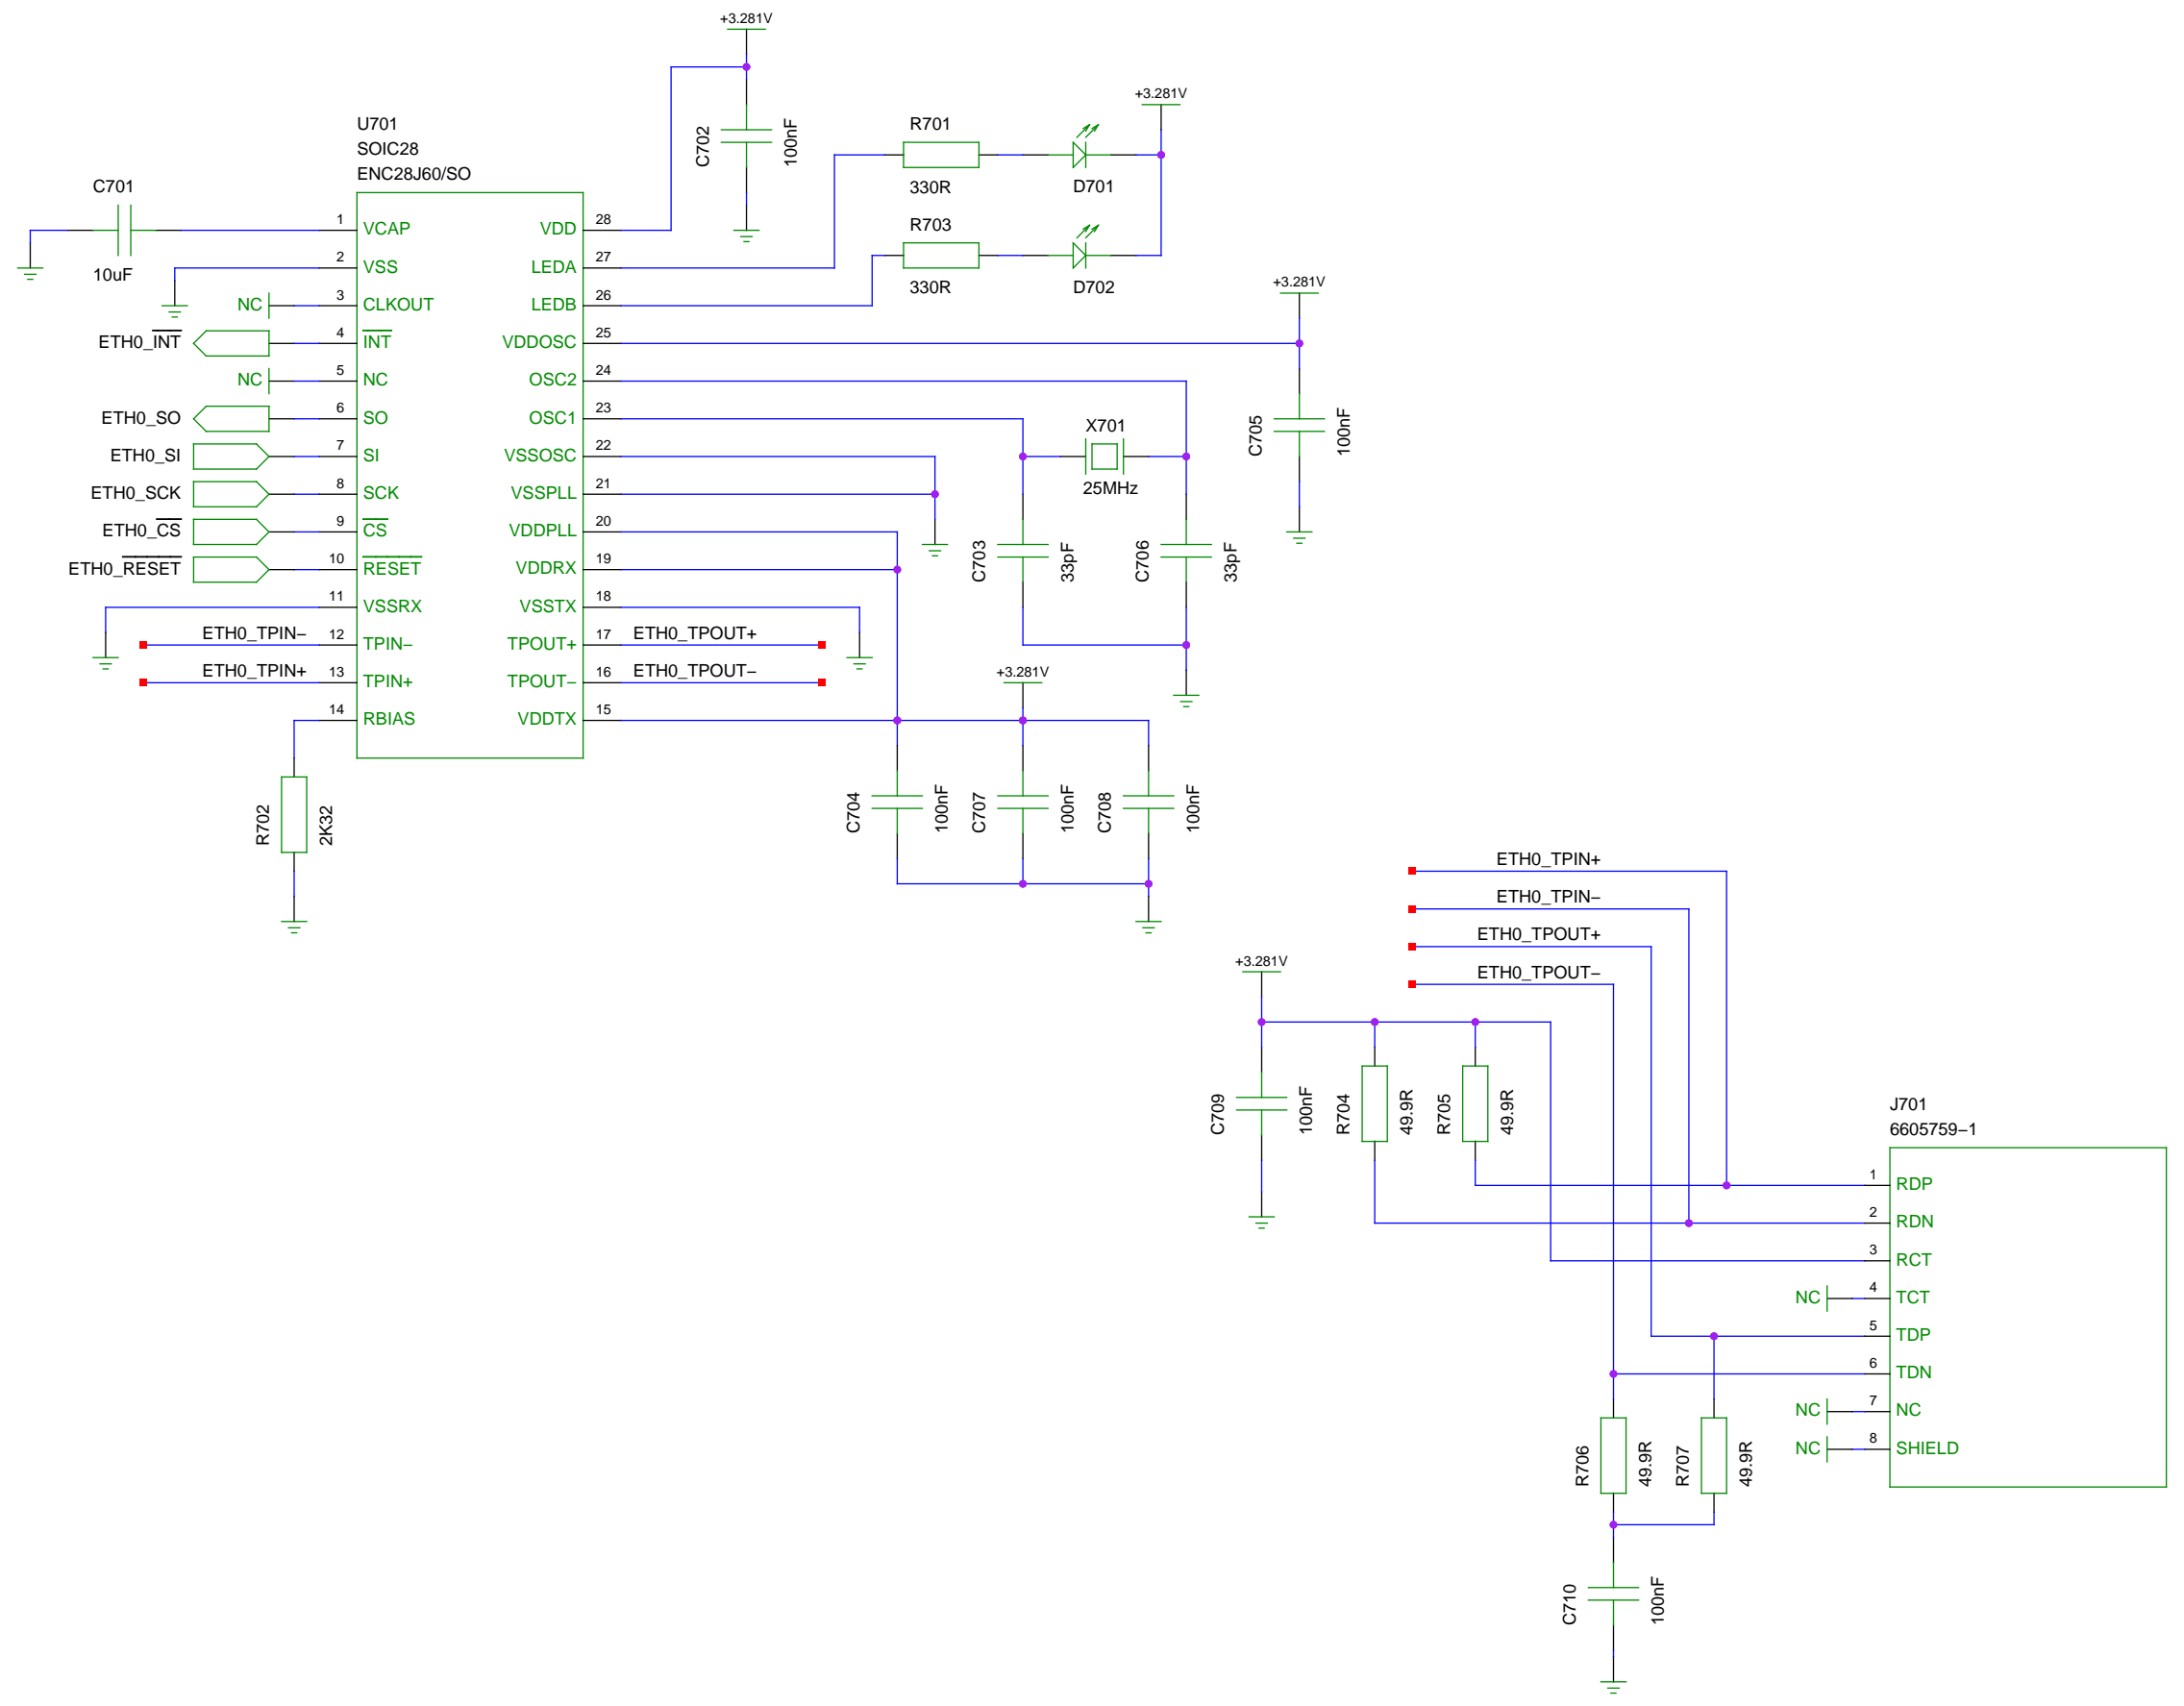 +3.281V
C702
100nF
+3.281V
U701
SOIC28
ENC28J60/SO
R701
330R
D701
R703
330R
D702
C701
10uF
1 VCAP
2 VSS
NC 3 CLKOUT
ETH0_INT 4 INT
NC 5 NC
ETH0_SO 6 SO
ETH0_SI 7 SI
ETH0_SCK 8 SCK
ETH0_CS 9 CS
ETH0_RESET 10 RESET
11 VSSRX
ETH0_TPIN− 12 TPIN−
ETH0_TPIN+ 13 TPIN+
14 RBIAS
VDD 28
LEDA 27
LEDB 26
VDDOSC 25
OSC2 24
OSC1 23
VSSOSC 22
VSSPLL 21
VDDPLL 20
VDDRX 19
VSSTX 18
TPOUT+ 17 ETH0_TPOUT+
TPOUT− 16 ETH0_TPOUT−
VDDTX 15
+3.281V
C705
100nF
X701
25MHz
C703
33pF
C706
33pF
+3.281V
R702
2K32
C704
100nF
C707
100nF
C708
100nF
ETH0_TPIN+
ETH0_TPIN−
ETH0_TPOUT+
ETH0_TPOUT−
+3.281V
C709
100nF
R704
49.9R
R705
49.9R
J701
6605759−1
1 RDP
2 RDN
3 RCT
NC 4 TCT
5 TDP
6 TDN
NC 7 NC
NC 8 SHIELD
R706
49.9R
R707
49.9R
C710
100nF